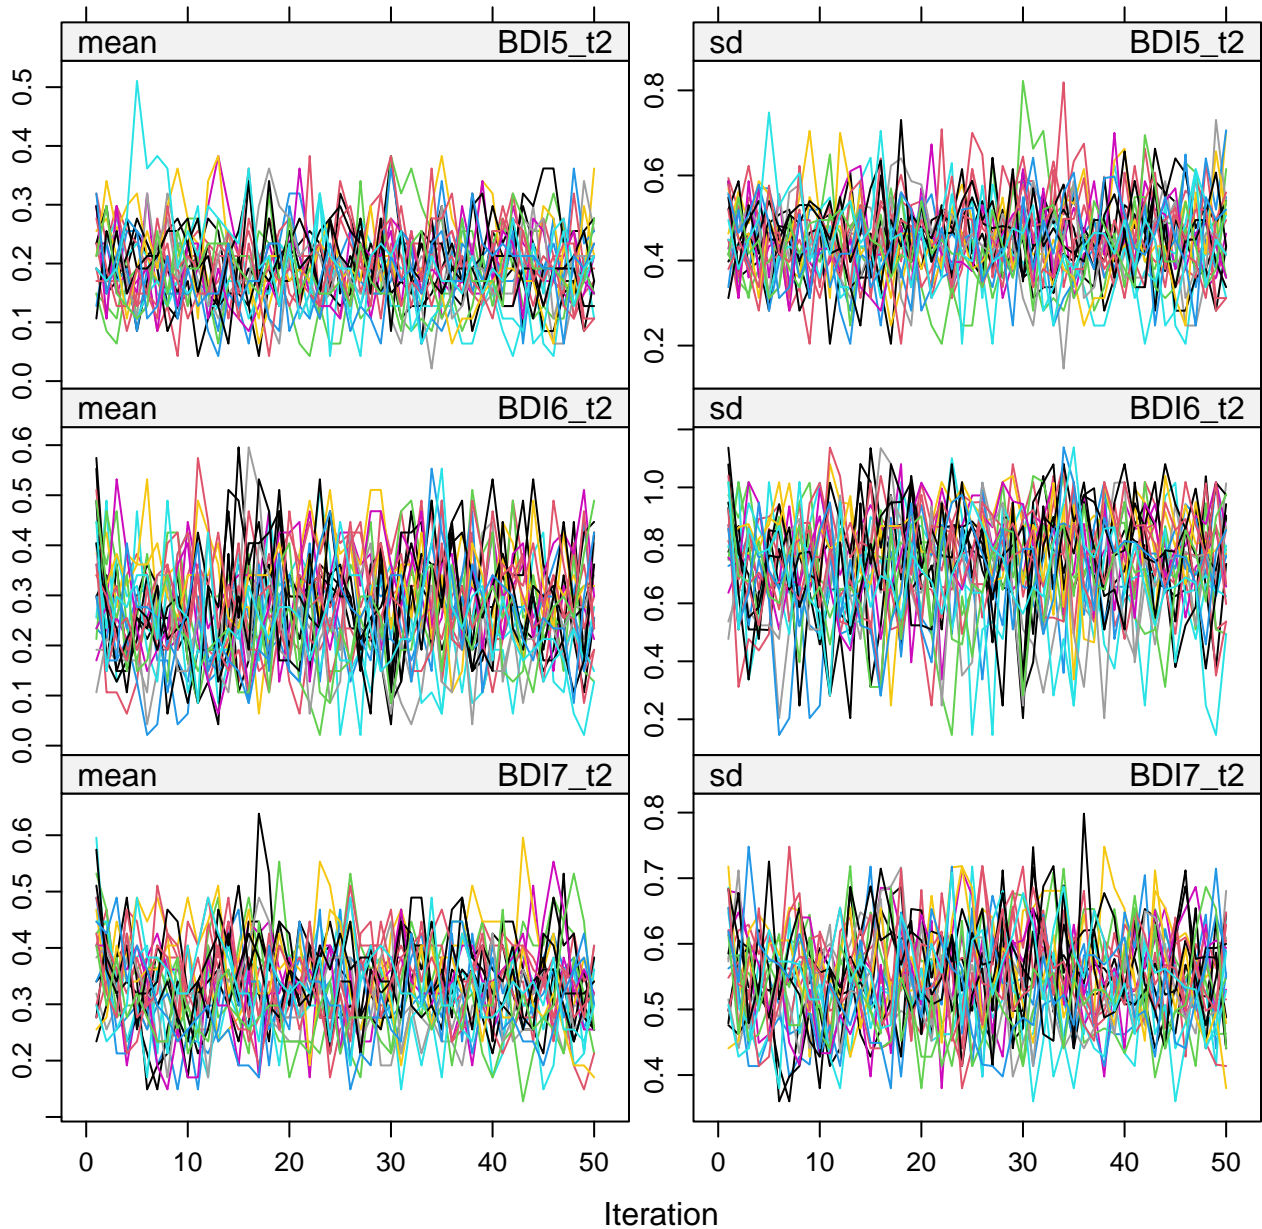 mean BDI5_t2 sd BDI5_t2
0.0 0.1 0.2 0.3 0.4 0.5
0.2 0.4 0.6 0.8
mean BDI6_t2 sd BDI6_t2
0.0 0.1 0.2 0.3 0.4 0.5 0.6
0.2 0.4 0.6 0.8 1.0
mean BDI7_t2 sd BDI7_t2
0.2 0.3 0.4 0.5 0.6
0.4 0.5 0.6 0.7 0.8
0 10 20 30 40 50 0 10 20 30 40 50
Iteration